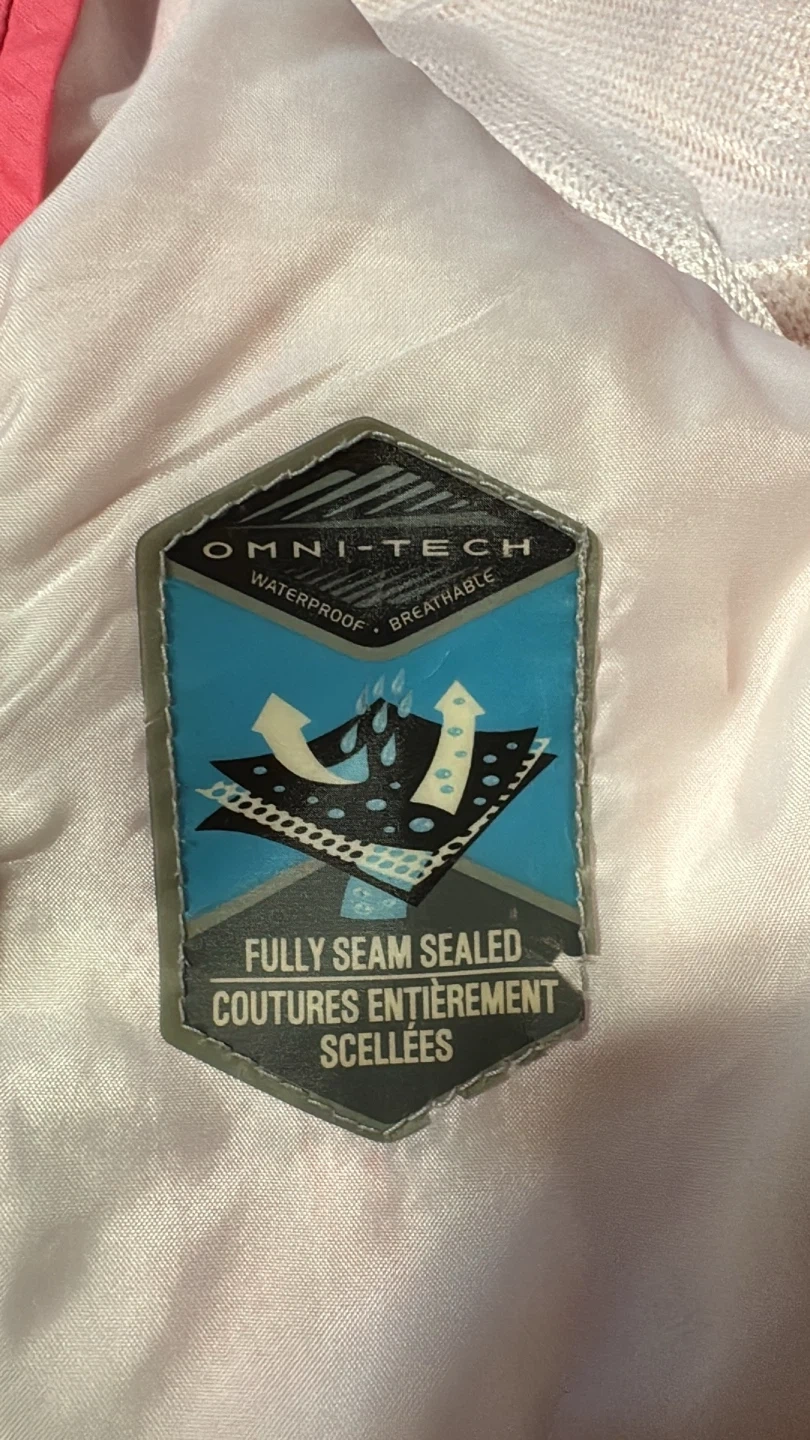 OMNI-TECH
WATERPROOF • BREATHABLE
FULLY SEAM SEALED
COUTURES ENTIÈREMENT
SCELLÉES